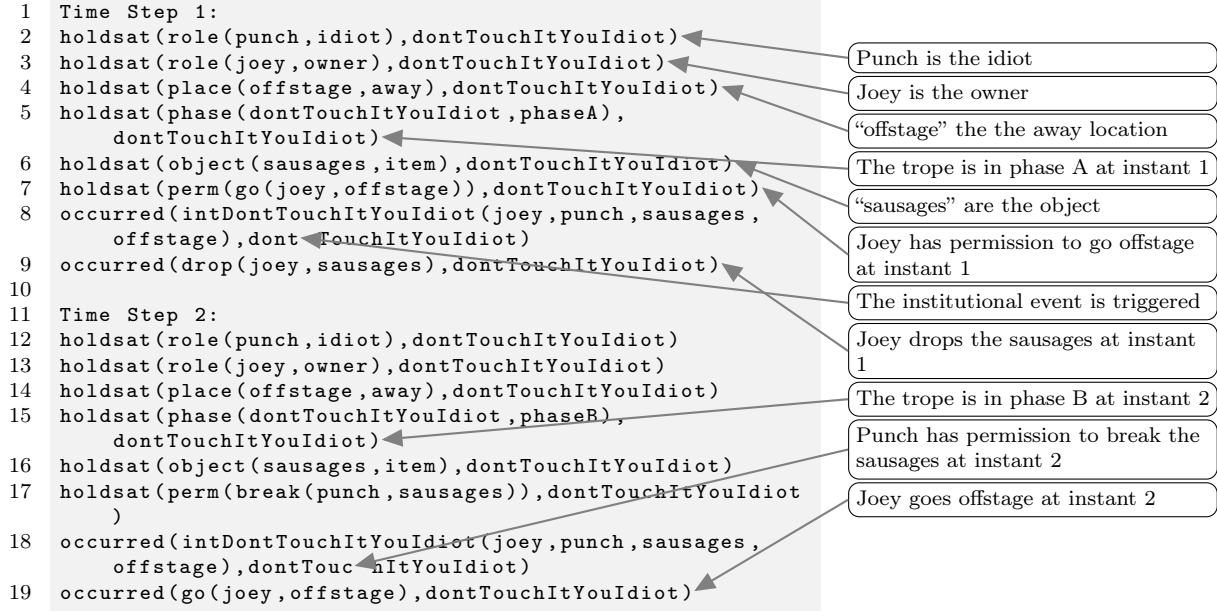 1 Time Step 1:
2 holdsat(role(punch,idiot),dontTouchItYouIdiot)
3 holdsat(role(joey,owner),dontTouchItYouIdiot)
4 holdsat(place(offstage,away),dontTouchItYouIdiot)
5 holdsat(phase(dontTouchItYouIdiot,phaseA),
dontTouchItYouIdiot)
6 holdsat(object(sausages,item),dontTouchItYouIdiot)
7 holdsat(perm(go(joey,offstage)),dontTouchItYouIdiot)
8 occurred(intDontTouchItYouIdiot(joey,punch,sausages,
offstage),dontTouchItYouIdiot)
9 occurred(drop(joey,sausages),dontTouchItYouIdiot)
10
11 Time Step 2:
12 holdsat(role(punch,idiot),dontTouchItYouIdiot)
13 holdsat(role(joey,owner),dontTouchItYouIdiot)
14 holdsat(place(offstage,away),dontTouchItYouIdiot)
15 holdsat(phase(dontTouchItYouIdiot,phaseB),
dontTouchItYouIdiot)
16 holdsat(object(sausages,item),dontTouchItYouIdiot)
17 holdsat(perm(break(punch,sausages)),dontTouchItYouIdiot
)
18 occurred(intDontTouchItYouIdiot(joey,punch,sausages,
offstage),dontTouchItYouIdiot)
19 occurred(go(joey,offstage),dontTouchItYouIdiot)
Punch is the idiot
Joey is the owner
“offstage” the the away location
The trope is in phase A at instant 1
“sausages” are the object
Joey has permission to go offstage
at instant 1
The institutional event is triggered
Joey drops the sausages at instant
1
The trope is in phase B at instant 2
Punch has permission to break the
sausages at instant 2
Joey goes offstage at instant 2